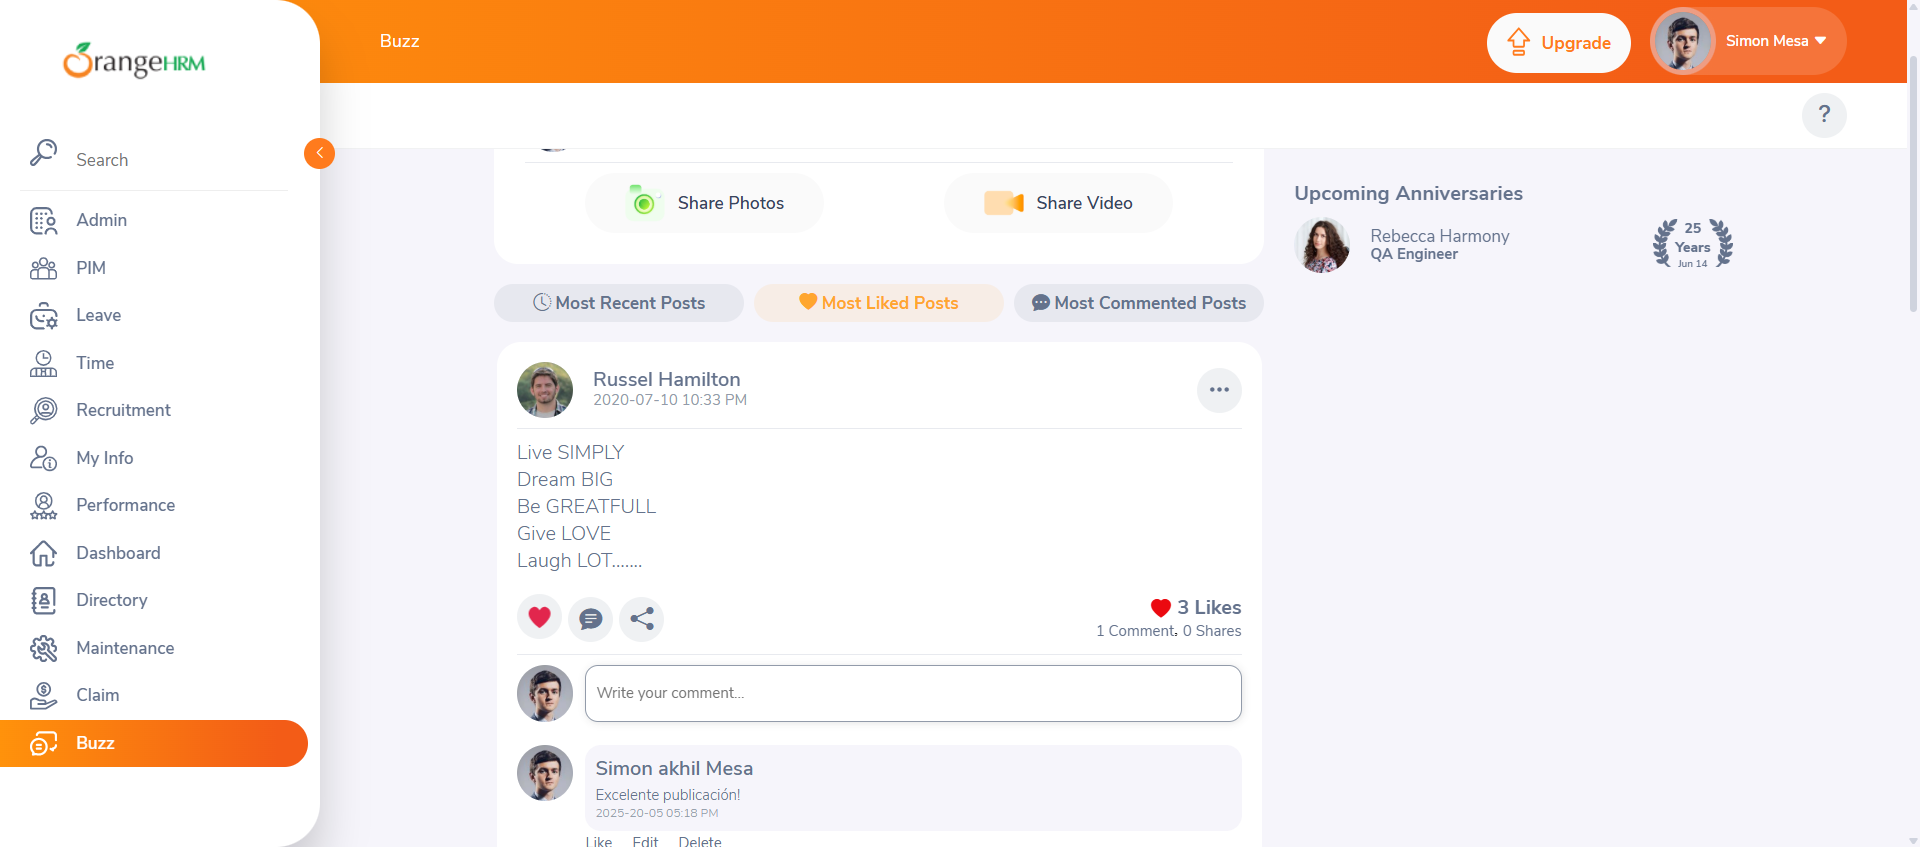 OrangeHRM
Buzz
Upgrade
Simon Mesa
?
Search
Admin
PIM
Leave
Time
Recruitment
My Info
Performance
Dashboard
Directory
Maintenance
Claim
Buzz
Share Photos
Share Video
Most Recent Posts
Most Liked Posts
Most Commented Posts
Russel Hamilton
2020-07-10 10:33 PM
Live SIMPLY
Dream BIG
Be GREATFULL
Give LOVE
Laugh LOT.......
3 Likes
1 Comment, 0 Shares
Write your comment...
Simon akhil Mesa
Excelente publicación!
2025-20-05 05:18 PM
Like Edit Delete
Upcoming Anniversaries
Rebecca Harmony
QA Engineer
25
Years
Jun 14